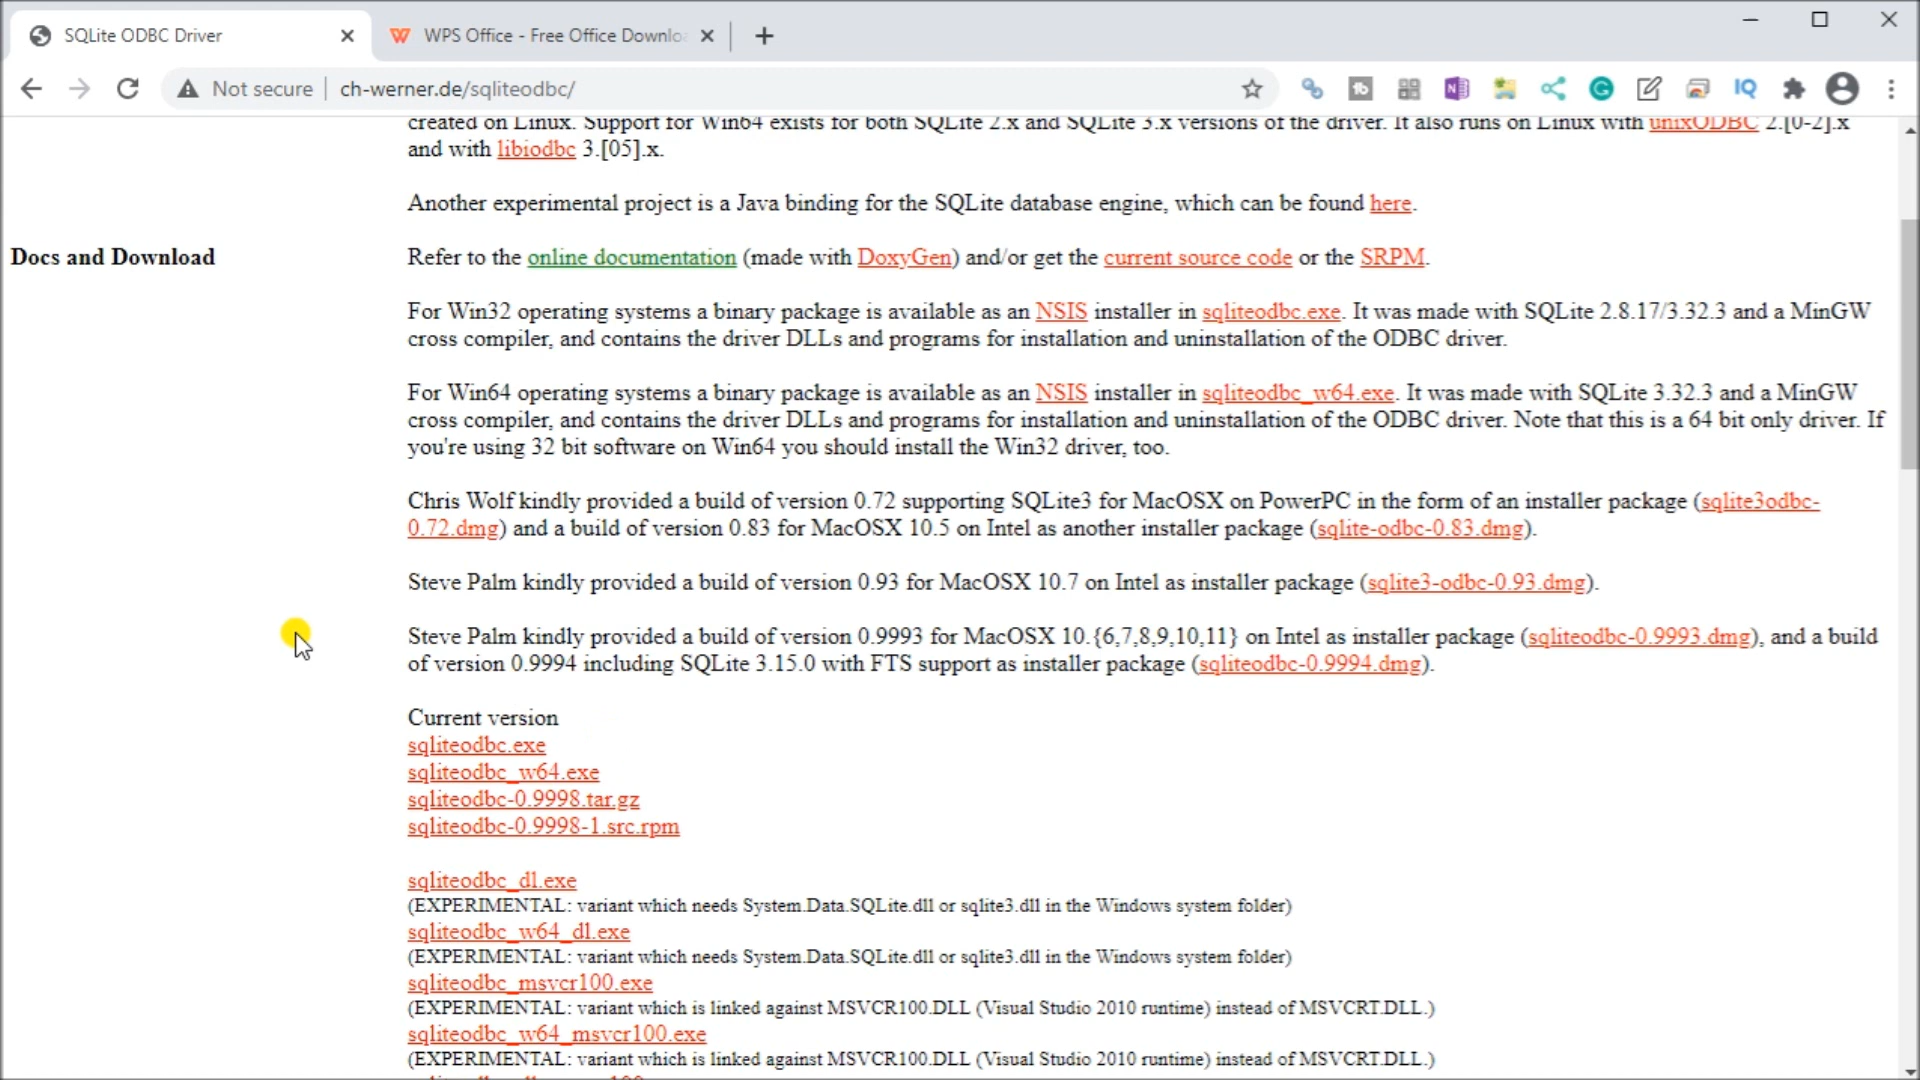 SQLite ODBC Driver
WPS Office - Free Office Downlo
Not secure
ch-werner.de/sqliteodbc/
created on Linux. Support for Win64 exists for both SQLite 2.x and SQLite 3.x versions of the driver. It also runs on Linux with unixODBC 2.[0-2].x
and with libiodbc 3.[05].x.
Another experimental project is a Java binding for the SQLite database engine, which can be found here.
Docs and Download
Refer to the online documentation (made with DoxyGen) and/or get the current source code or the SRPM.
For Win32 operating systems a binary package is available as an NSIS installer in sqliteodbc.exe. It was made with SQLite 2.8.17/3.32.3 and a MinGW
cross compiler, and contains the driver DLLs and programs for installation and uninstallation of the ODBC driver.
For Win64 operating systems a binary package is available as an NSIS installer in sqliteodbc_w64.exe. It was made with SQLite 3.32.3 and a MinGW
cross compiler, and contains the driver DLLs and programs for installation and uninstallation of the ODBC driver. Note that this is a 64 bit only driver. If
you're using 32 bit software on Win64 you should install the Win32 driver, too.
Chris Wolf kindly provided a build of version 0.72 supporting SQLite3 for MacOSX on PowerPC in the form of an installer package (sqlite3odbc-
0.72.dmg) and a build of version 0.83 for MacOSX 10.5 on Intel as another installer package (sqlite-odbc-0.83.dmg).
Steve Palm kindly provided a build of version 0.93 for MacOSX 10.7 on Intel as installer package (sqlite3-odbc-0.93.dmg).
Steve Palm kindly provided a build of version 0.9993 for MacOSX 10.{6,7,8,9,10,11} on Intel as installer package (sqliteodbc-0.9993.dmg), and a build
of version 0.9994 including SQLite 3.15.0 with FTS support as installer package (sqliteodbc-0.9994.dmg).
Current version
sqliteodbc.exe
sqliteodbc_w64.exe
sqliteodbc-0.9998.tar.gz
sqliteodbc-0.9998-1.src.rpm
sqliteodbc_dl.exe
(EXPERIMENTAL: variant which needs System.Data.SQLite.dll or sqlite3.dll in the Windows system folder)
sqliteodbc_w64_dl.exe
(EXPERIMENTAL: variant which needs System.Data.SQLite.dll or sqlite3.dll in the Windows system folder)
sqliteodbc_msvcr100.exe
(EXPERIMENTAL: variant which is linked against MSVCR100.DLL (Visual Studio 2010 runtime) instead of MSVCRT.DLL.)
sqliteodbc_w64_msvcr100.exe
(EXPERIMENTAL: variant which is linked against MSVCR100.DLL (Visual Studio 2010 runtime) instead of MSVCRT.DLL.)